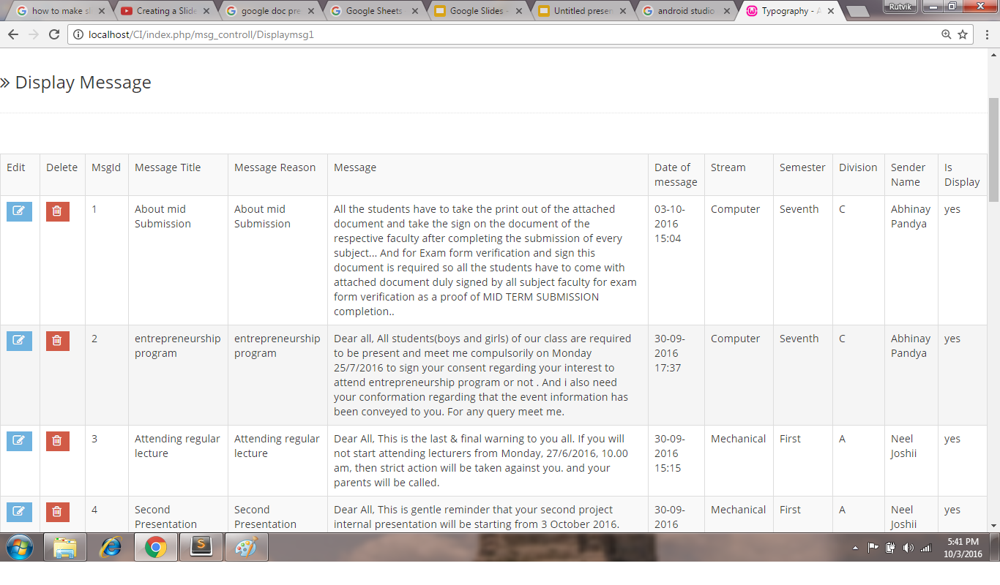 how to make sl
Creating a Slide
google doc pre
Google Sheets
Google Slides -
Untitled presen
android studio
Typography - A
Rutvik
localhost/CI/index.php/msg_controll/Displaymsg1
» Display Message
Edit
Delete
MsgId
Message Title
Message Reason
Message
Date of
message
Stream
Semester
Division
Sender
Name
Is
Display
1
About mid
Submission
About mid
Submission
All the students have to take the print out of the attached
document and take the sign on the document of the
respective faculty after completing the submission of every
subject... And for Exam form verification and sign this
document is required so all the students have to come with
attached document duly signed by all subject faculty for exam
form verification as a proof of MID TERM SUBMISSION
completion..
03-10-
2016
15:04
Computer
Seventh
C
Abhinay
Pandya
yes
2
entrepreneurship
program
entrepreneurship
program
Dear all, All students(boys and girls) of our class are required
to be present and meet me compulsorily on Monday
25/7/2016 to sign your consent regarding your interest to
attend entrepreneurship program or not . And i also need
your conformation regarding that the event information has
been conveyed to you. For any query meet me.
30-09-
2016
17:37
Computer
Seventh
C
Abhinay
Pandya
yes
3
Attending regular
lecture
Attending regular
lecture
Dear All, This is the last & final warning to you all. If you will
not start attending lecturers from Monday, 27/6/2016, 10.00
am, then strict action will be taken against you. and your
parents will be called.
30-09-
2016
15:15
Mechanical
First
A
Neel
Joshii
yes
4
Second
Presentation
Second
Presentation
Dear All, This is gentle reminder that your second project
internal presentation will be starting from 3 October 2016.
30-09-
2016
Mechanical
First
A
Neel
Joshii
yes
5:41 PM
10/3/2016